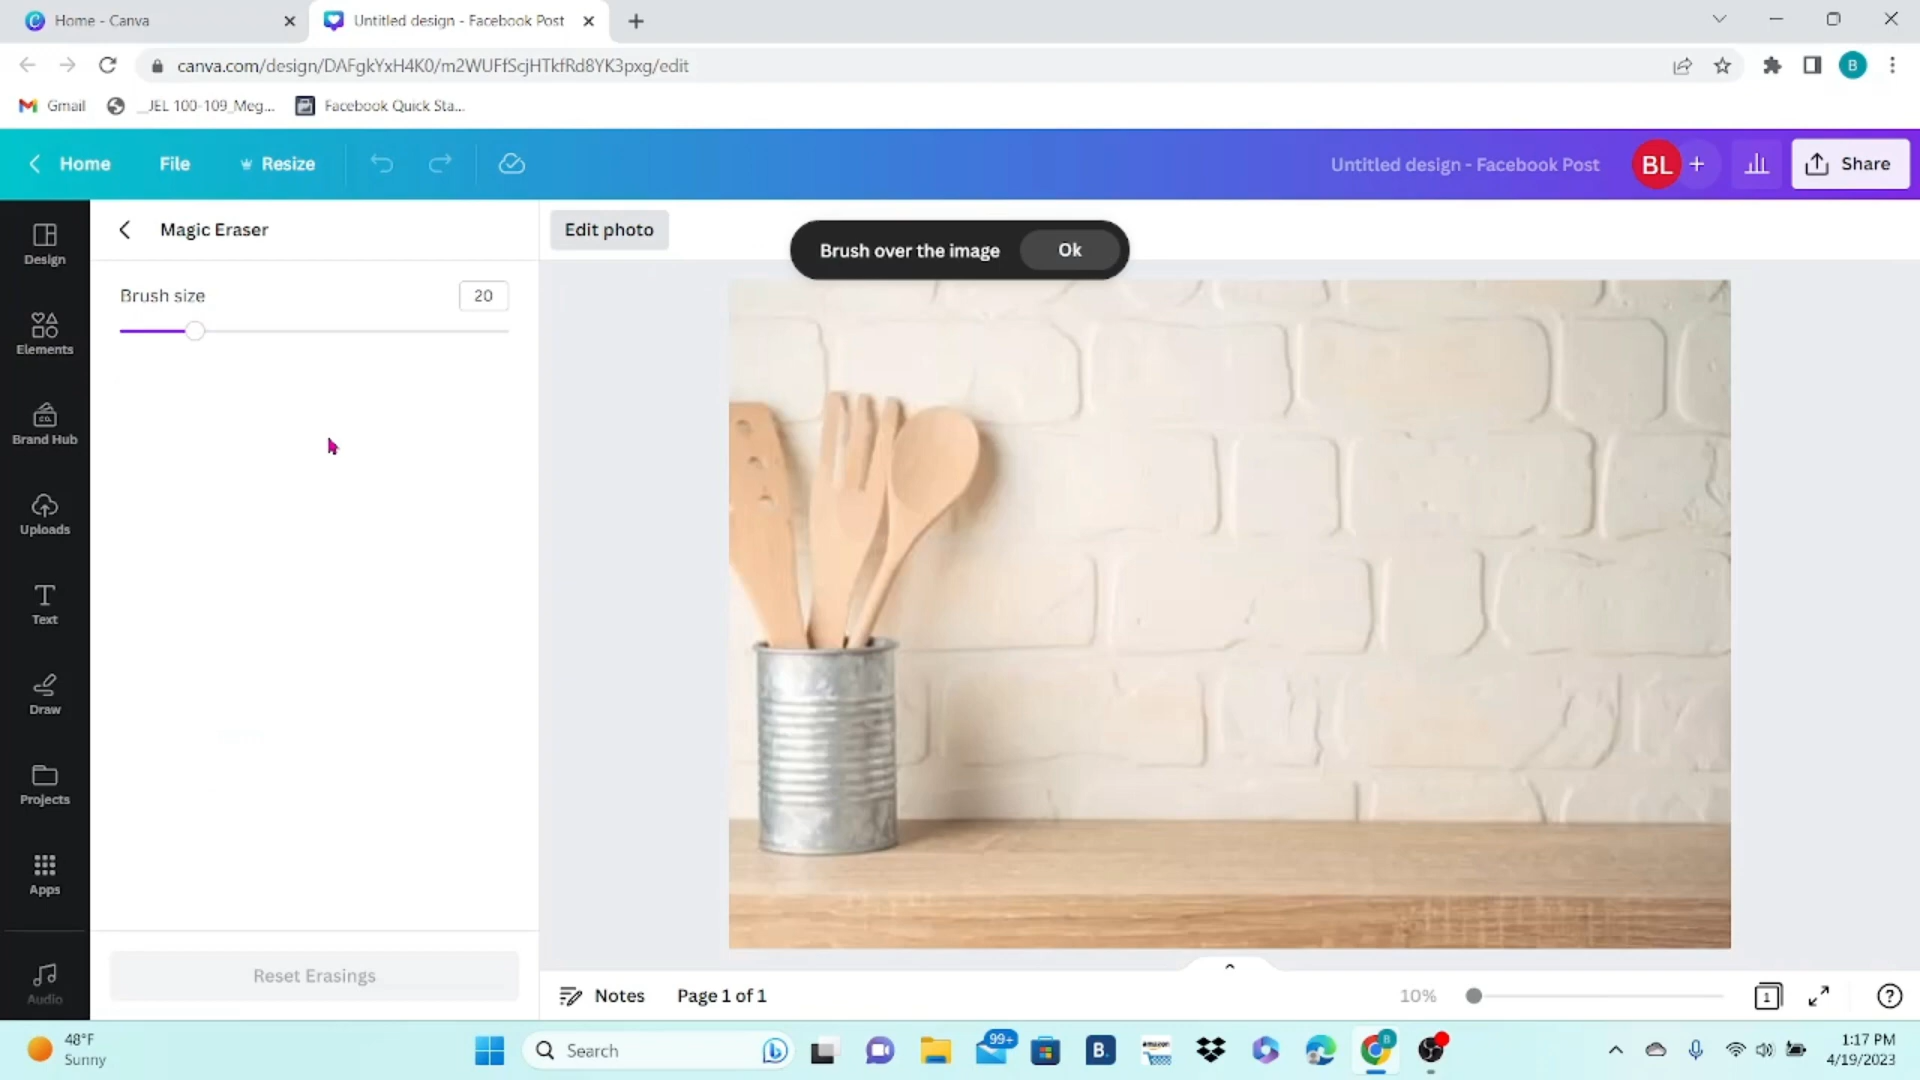 Home - Canva
Untitled design - Facebook Post
canva.com/design/DAFgkYxH4K0/m2WUFfScjHTkfRd8YK3pxg/edit
B
Gmail
_JEL 100-109_Meg...
Facebook Quick Sta...
Home
File
Resize
Untitled design - Facebook Post
BL
Share
Design
Elements
Brand Hub
Uploads
Text
Draw
Projects
Apps
Audio
Magic Eraser
Brush size
20
Reset Erasings
Edit photo
Brush over the image
Ok
Notes
Page 1 of 1
10%
1
48°F
Sunny
Search
99+
B.
amazon
1:17 PM
4/19/2023